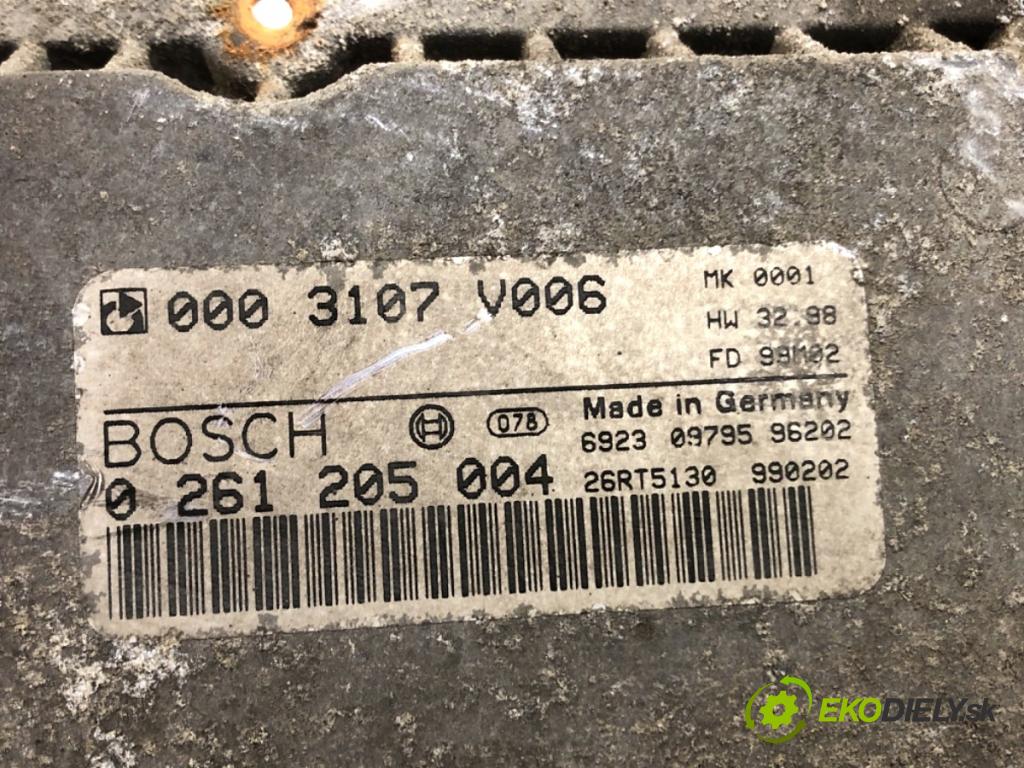 000 3107 V006
MK 0001
HW 32.98
FD 99M02
BOSCH
078
Made in Germany
6923 09795 96202
0 261 205 004
26RT5130 990202
EKODIELY.sk